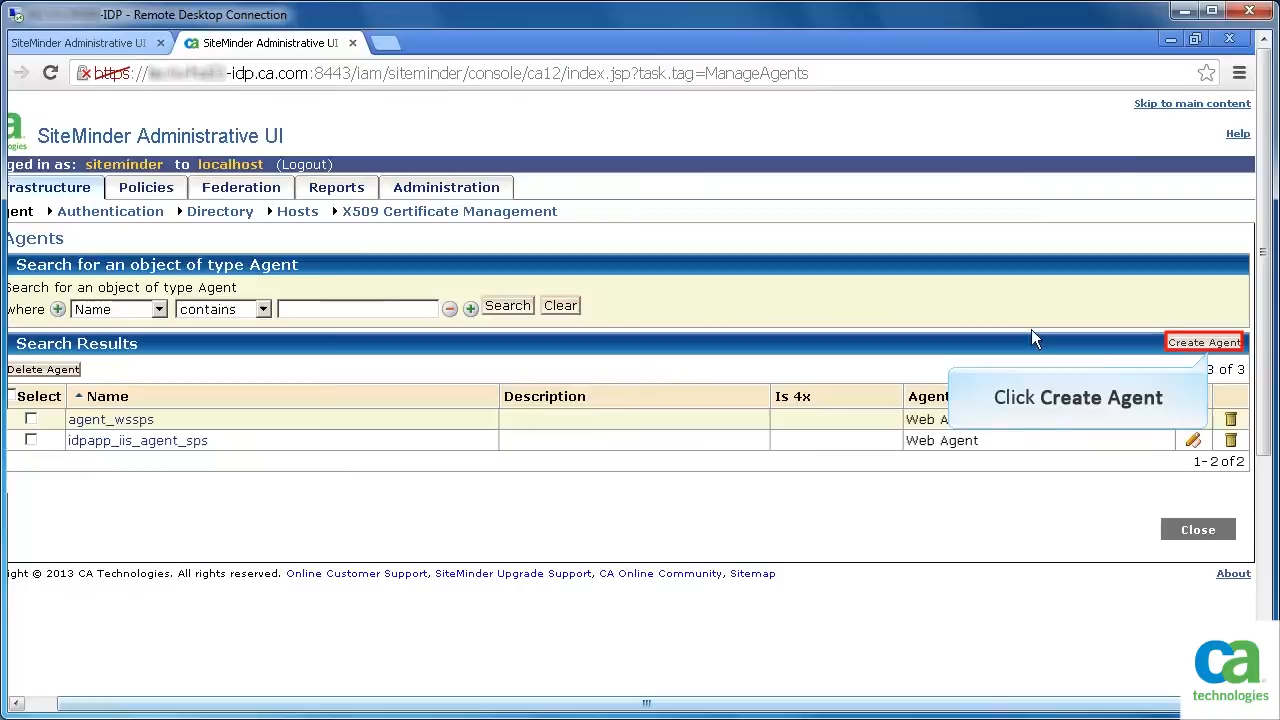 -IDP - Remote Desktop Connection
SiteMinder Administrative UI
SiteMinder Administrative UI
https://
-idp.ca.com:8443/iam/siteminder/console/ca12/index.jsp?task.tag=ManageAgents
Skip to main content
SiteMinder Administrative UI
Help
ged in as: siteminder to localhost (Logout)
frastructure Policies Federation Reports Administration
ent Authentication Directory Hosts X509 Certificate Management
Agents
Search for an object of type Agent
Search for an object of type Agent
where Name contains Search Clear
Search Results Create Agent
Delete Agent 3 of 3
Click Create Agent
Select Name Description Is 4x Agent
agent_wssps Web A
idpapp_iis_agent_sps Web Agent
1-2 of 2
Close
ght © 2013 CA Technologies. All rights reserved. Online Customer Support, SiteMinder Upgrade Support, CA Online Community, Sitemap
About
ca
technologies